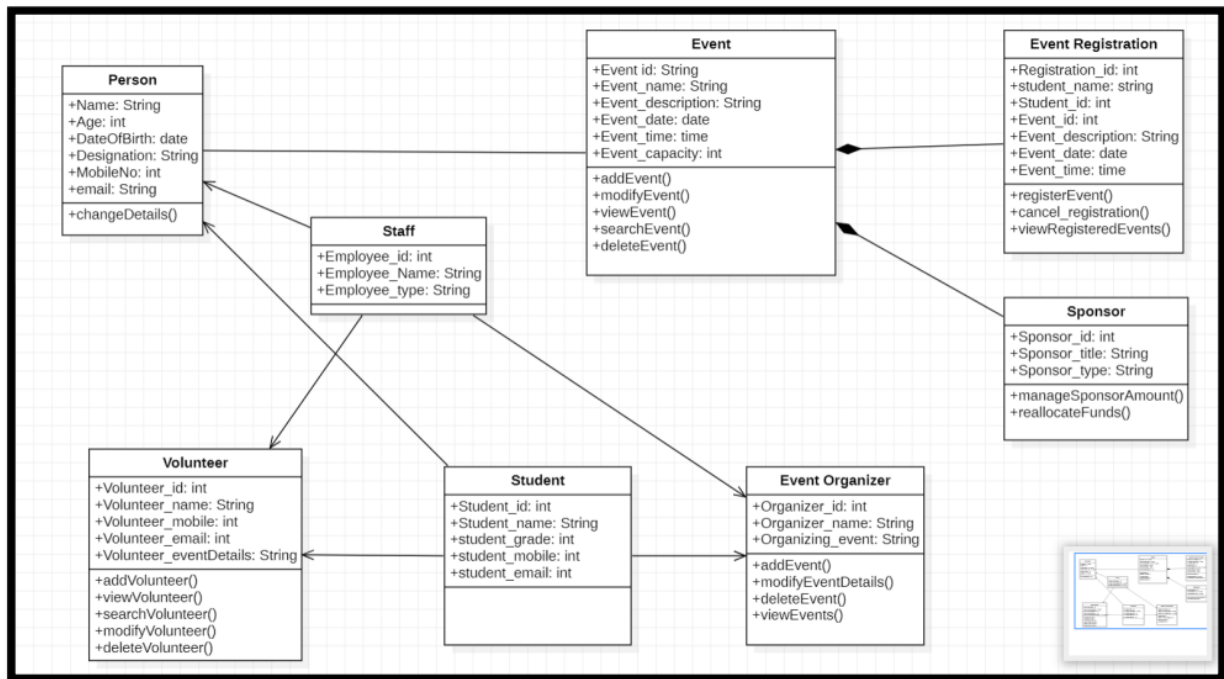 Person
+Name: String
+Age: int
+DateOfBirth: date
+Designation: String
+MobileNo: int
+email: String
+changeDetails()
Event
+Event id: String
+Event_name: String
+Event_description: String
+Event_date: date
+Event_time: time
+Event_capacity: int
+addEvent()
+modifyEvent()
+viewEvent()
+searchEvent()
+deleteEvent()
Event Registration
+Registration_id: int
+student_name: string
+Student_id: int
+Event_id: int
+Event_description: String
+Event_date: date
+Event_time: time
+registerEvent()
+cancel_registration()
+viewRegisteredEvents()
Staff
+Employee_id: int
+Employee_Name: String
+Employee_type: String
Sponsor
+Sponsor_id: int
+Sponsor_title: String
+Sponsor_type: String
+manageSponsorAmount()
+reallocateFunds()
Volunteer
+Volunteer_id: int
+Volunteer_name: String
+Volunteer_mobile: int
+Volunteer_email: int
+Volunteer_eventDetails: String
+addVolunteer()
+viewVolunteer()
+searchVolunteer()
+modifyVolunteer()
+deleteVolunteer()
Student
+Student_id: int
+Student_name: String
+student_grade: int
+student_mobile: int
+student_email: int
Event Organizer
+Organizer_id: int
+Organizer_name: String
+Organizing_event: String
+addEvent()
+modifyEventDetails()
+deleteEvent()
+viewEvents()